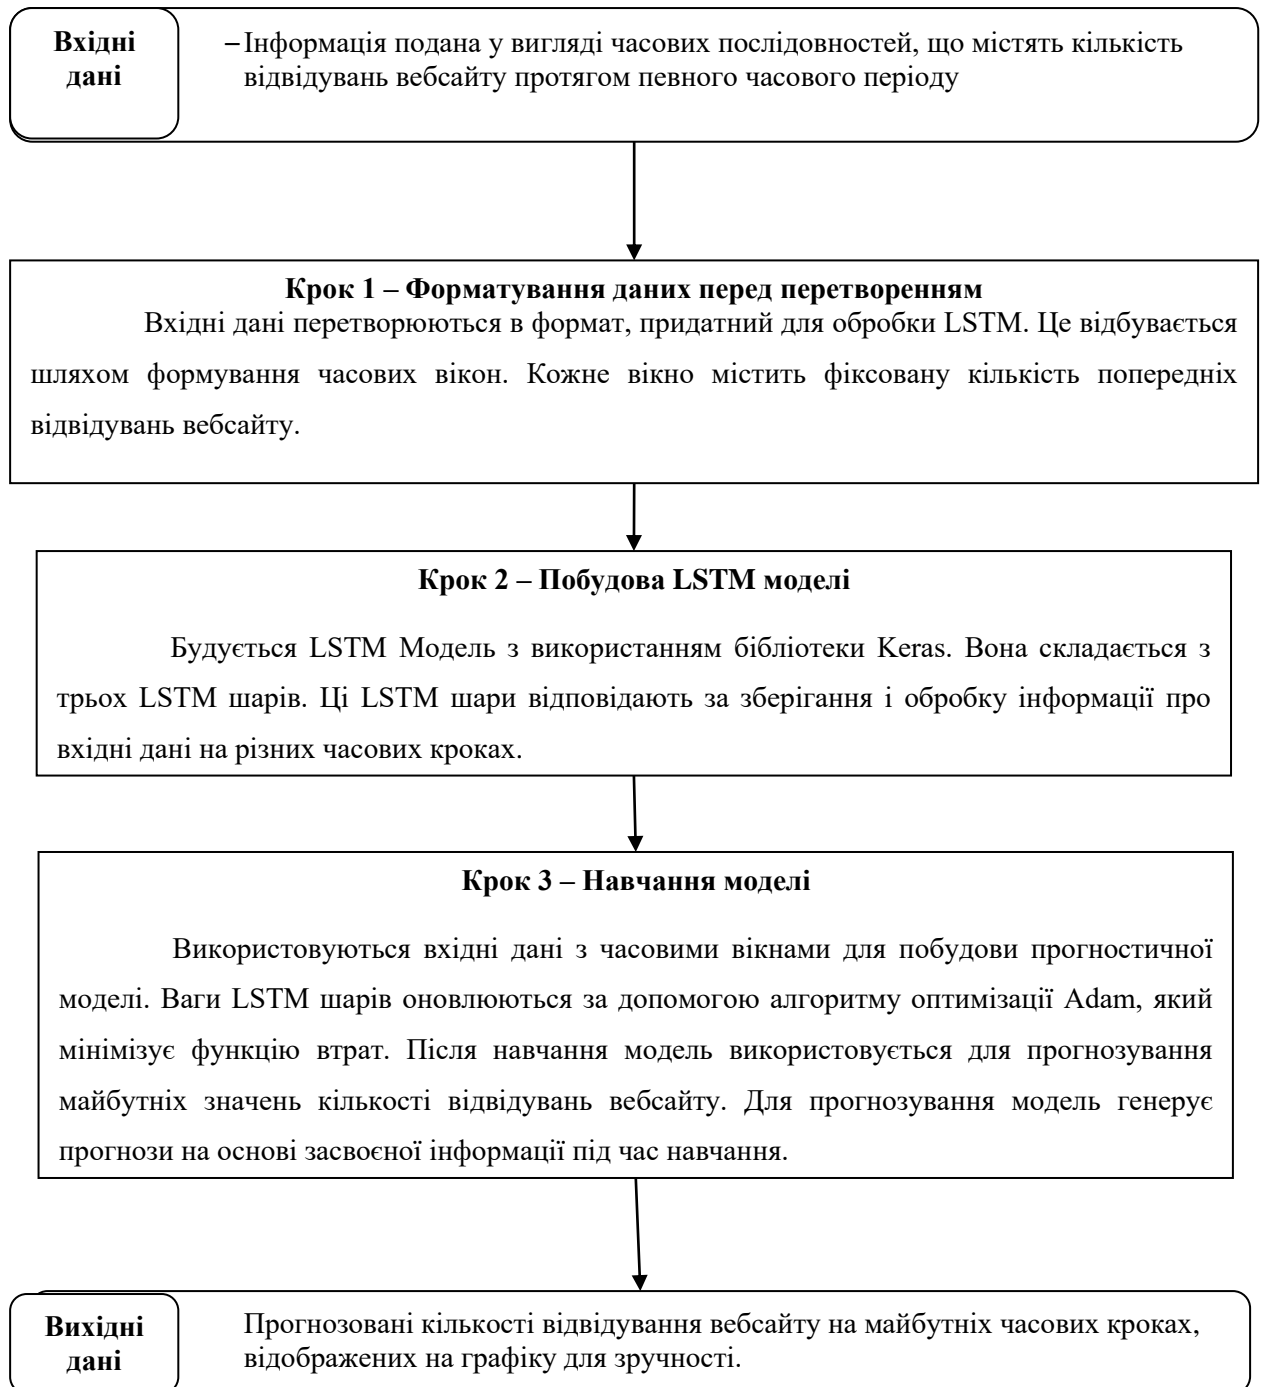 Вхідні
дані
– Інформація подана у вигляді часових послідовностей, що містять кількість
відвідувань вебсайту протягом певного часового періоду
Крок 1 – Форматування даних перед перетворенням
Вхідні дані перетворюються в формат, придатний для обробки LSTM. Це відбувається
шляхом формування часових вікон. Кожне вікно містить фіксовану кількість попередніх
відвідувань вебсайту.
Крок 2 – Побудова LSTM моделі
Будується LSTM Модель з використанням бібліотеки Keras. Вона складається з
трьох LSTM шарів. Ці LSTM шари відповідають за зберігання і обробку інформації про
вхідні дані на різних часових кроках.
Крок 3 – Навчання моделі
Використовуються вхідні дані з часовими вікнами для побудови прогностичної
моделі. Ваги LSTM шарів оновлюються за допомогою алгоритму оптимізації Adam, який
мінімізує функцію втрат. Після навчання модель використовується для прогнозування
майбутніх значень кількості відвідувань вебсайту. Для прогнозування модель генерує
прогнози на основі засвоєної інформації під час навчання.
Вихідні
дані
Прогнозовані кількості відвідування вебсайту на майбутніх часових кроках,
відображених на графіку для зручності.